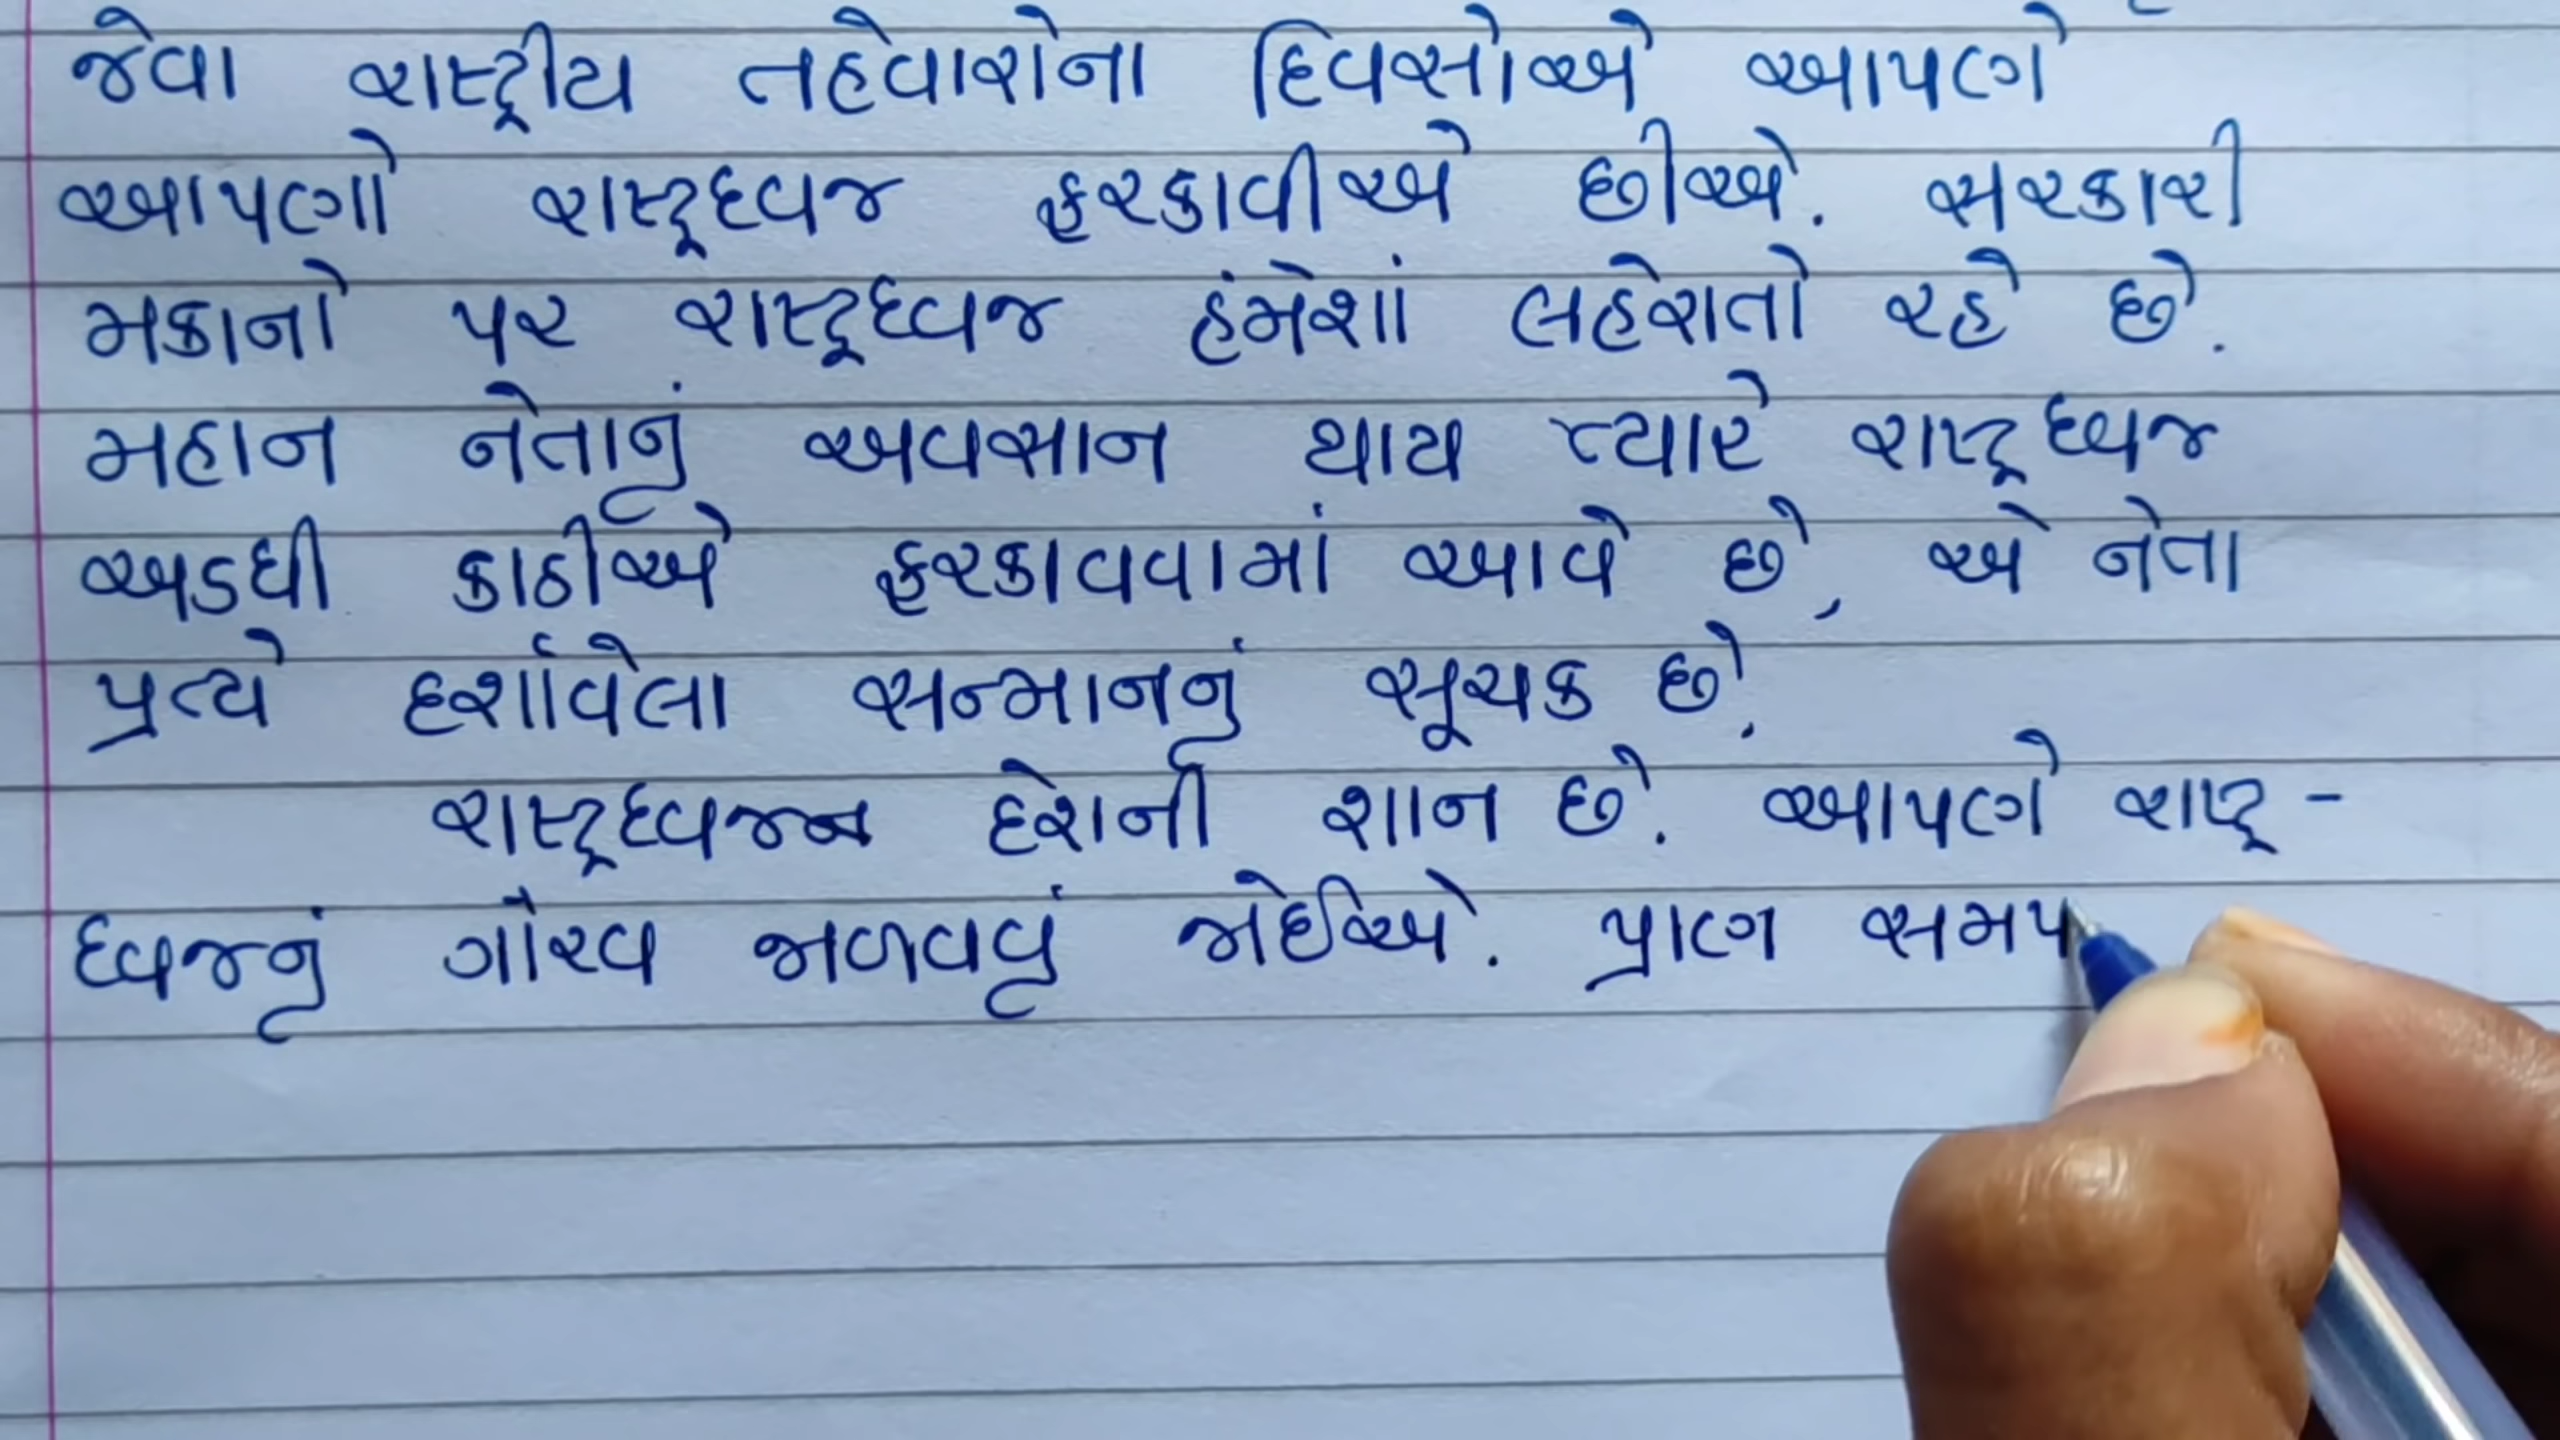 જેવા રાષ્ટ્રીય તહેવારોના દિવસોએ આપણે
આપણો રાષ્ટ્રધ્વજ ફરકાવીએ છીએ. સરકારી
મકાનો પર રાષ્ટ્રધ્વજ હંમેશાં લહેરાતો રહે છે.
મહાન નેતાનું અવસાન થાય ત્યારે રાષ્ટ્રધ્વજ
અડધી કાઠીએ ફરકાવવામાં આવે છે, એ નેતા
પ્રત્યે દર્શાવેલા સન્માનનું સૂચક છે.
રાષ્ટ્રધ્વજ દેશની શાન છે. આપણે રાષ્ટ્ર -
ધ્વજનું ગૌરવ જાળવવું જોઈએ. પ્રાણ સમપ